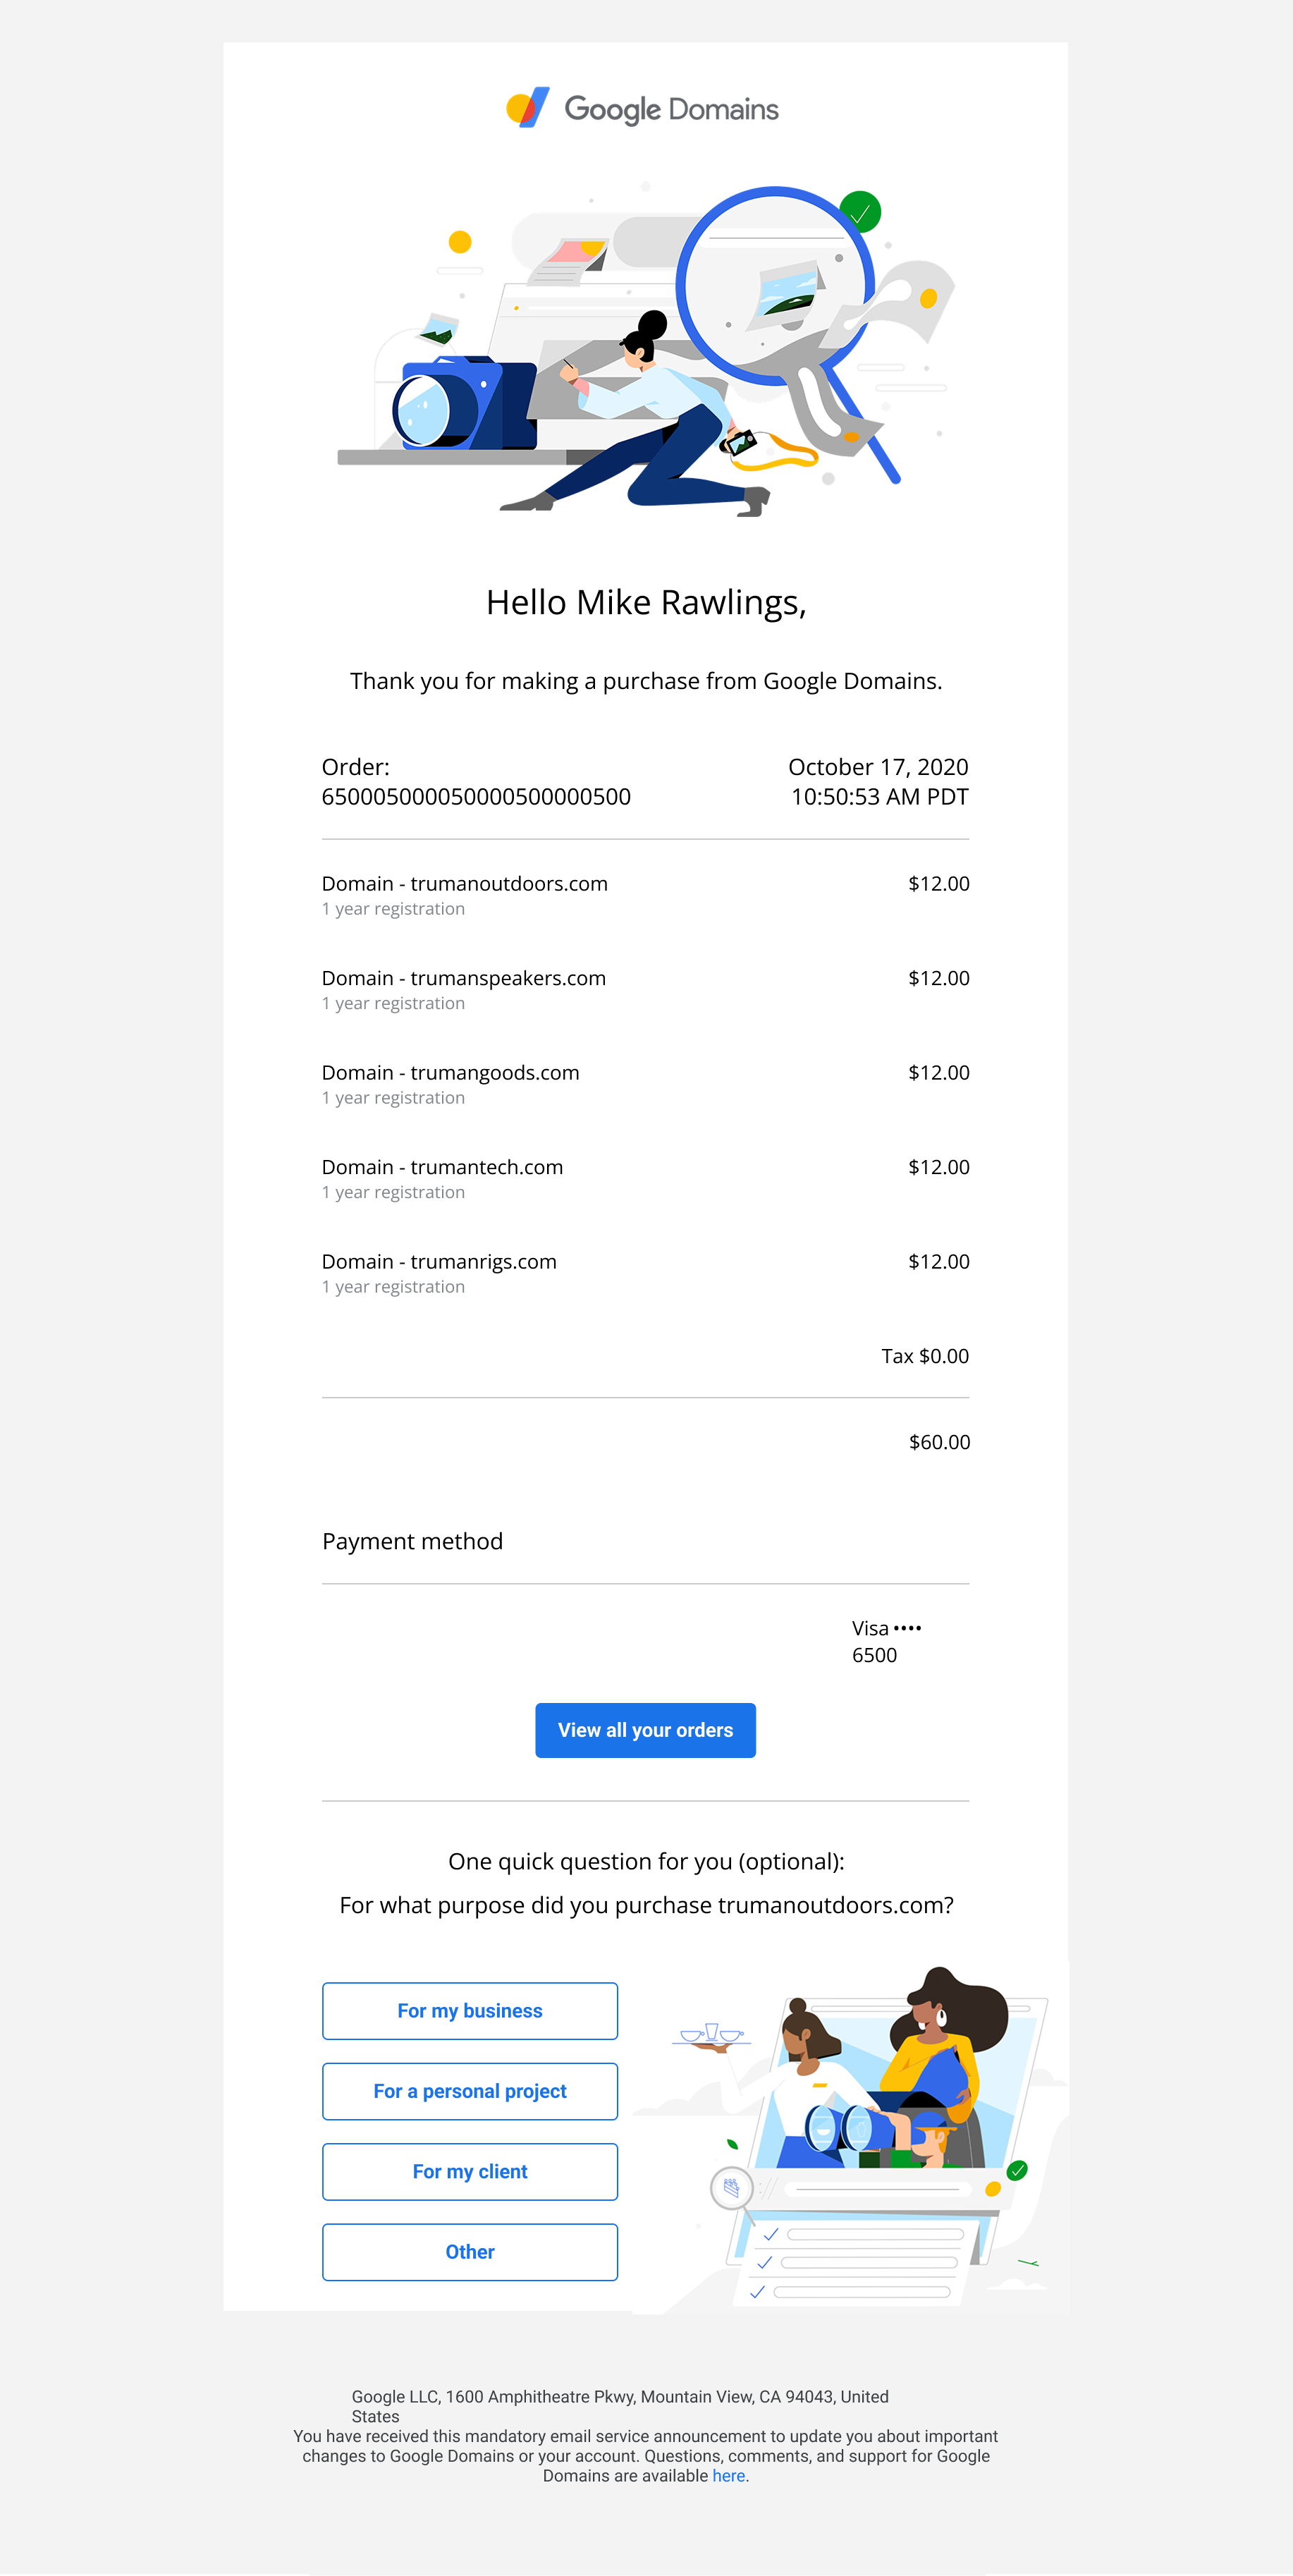 Google Domains
Hello Mike Rawlings,
Thank you for making a purchase from Google Domains.
Order:
650005000050000500000500
October 17, 2020
10:50:53 AM PDT
Domain - trumanoutdoors.com $12.00
1 year registration
Domain - trumanspeakers.com $12.00
1 year registration
Domain - trumangoods.com $12.00
1 year registration
Domain - trumantech.com $12.00
1 year registration
Domain - trumanrigs.com $12.00
1 year registration
Tax $0.00
$60.00
Payment method
Visa ••••
6500
View all your orders
One quick question for you (optional):
For what purpose did you purchase trumanoutdoors.com?
For my business
For a personal project
For my client
Other
Google LLC, 1600 Amphitheatre Pkwy, Mountain View, CA 94043, United
States
You have received this mandatory email service announcement to update you about important
changes to Google Domains or your account. Questions, comments, and support for Google
Domains are available here.